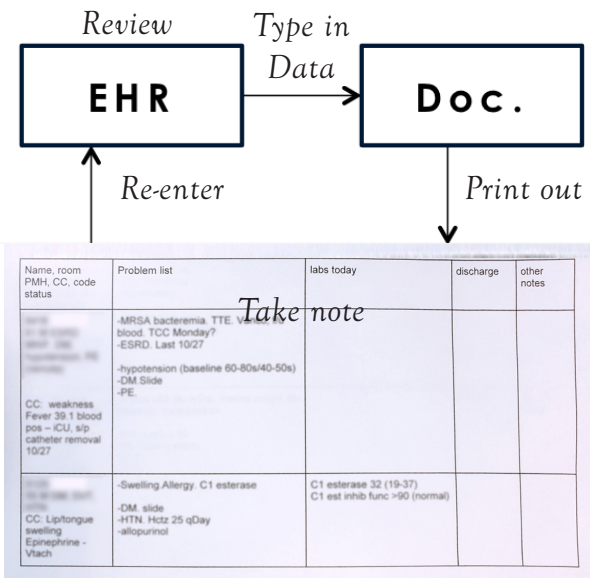 Review
Type in
Data
EHR
Doc.
Re-enter
Print out
Name, room
PMH, CC, code
status
Problem list
labs today
discharge
other
notes
Take note
-MRSA bacteremia. TTE.
blood. TCC Monday?
-ESRD. Last 10/27
-hypotension (baseline 60-80s/40-50s)
-DM.Slide
-PE.
CC: weakness
Fever 39.1 blood
pos – iCU, s/p
catheter removal
10/27
-Swelling.Allergy. C1 esterase
-DM. slide
-HTN. Hctz 25 qDay
-allopurinol
C1 esterase 32 (19-37)
C1 est inhib func >90 (normal)
CC: Lip/tongue
swelling
Epinephrine -
Vtach